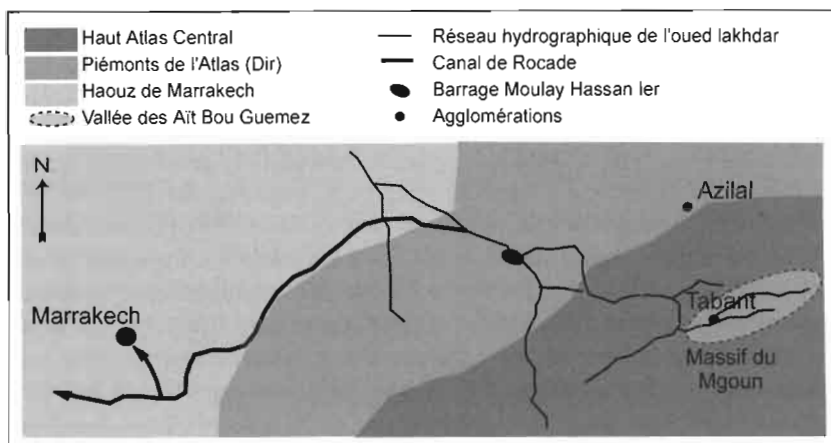 Haut Atlas Central
Piémonts de l'Atlas (Dir)
Haouz de Marrakech
Vallée des Aït Bou Guemez
Réseau hydrographique de l'oued lakhdar
Canal de Rocade
Barrage Moulay Hassan Ier
Agglomérations
N
Azilal
Marrakech
Tabant
Massif du
Mgoun